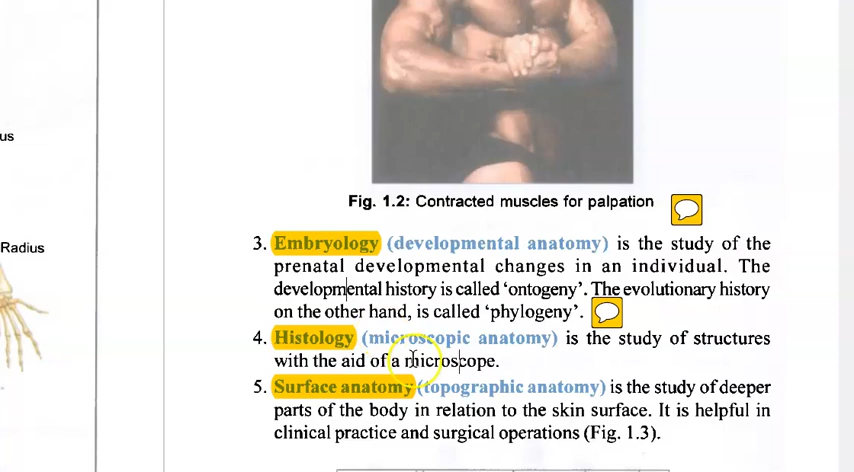 us
Radius
Fig. 1.2: Contracted muscles for palpation
3. Embryology (developmental anatomy) is the study of the
prenatal developmental changes in an individual. The
developmental history is called ‘ontogeny’. The evolutionary history
on the other hand, is called ‘phylogeny’.
4. Histology (microscopic anatomy) is the study of structures
with the aid of a microscope.
5. Surface anatomy (topographic anatomy) is the study of deeper
parts of the body in relation to the skin surface. It is helpful in
clinical practice and surgical operations (Fig. 1.3).